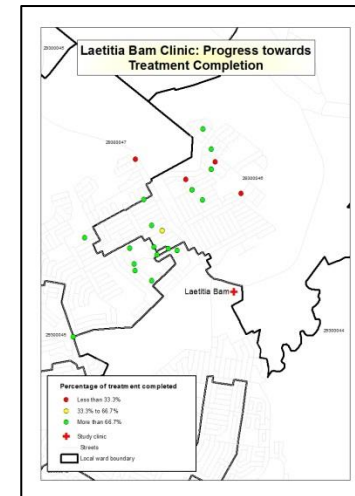 Laetitia Bam Clinic: Progress towards
Treatment Completion
Laetitia Bam
Percentage of treatment completed
Less than 33.3%
33.3% to 66.7%
More than 66.7%
Study clinic
Streets
Local ward boundary